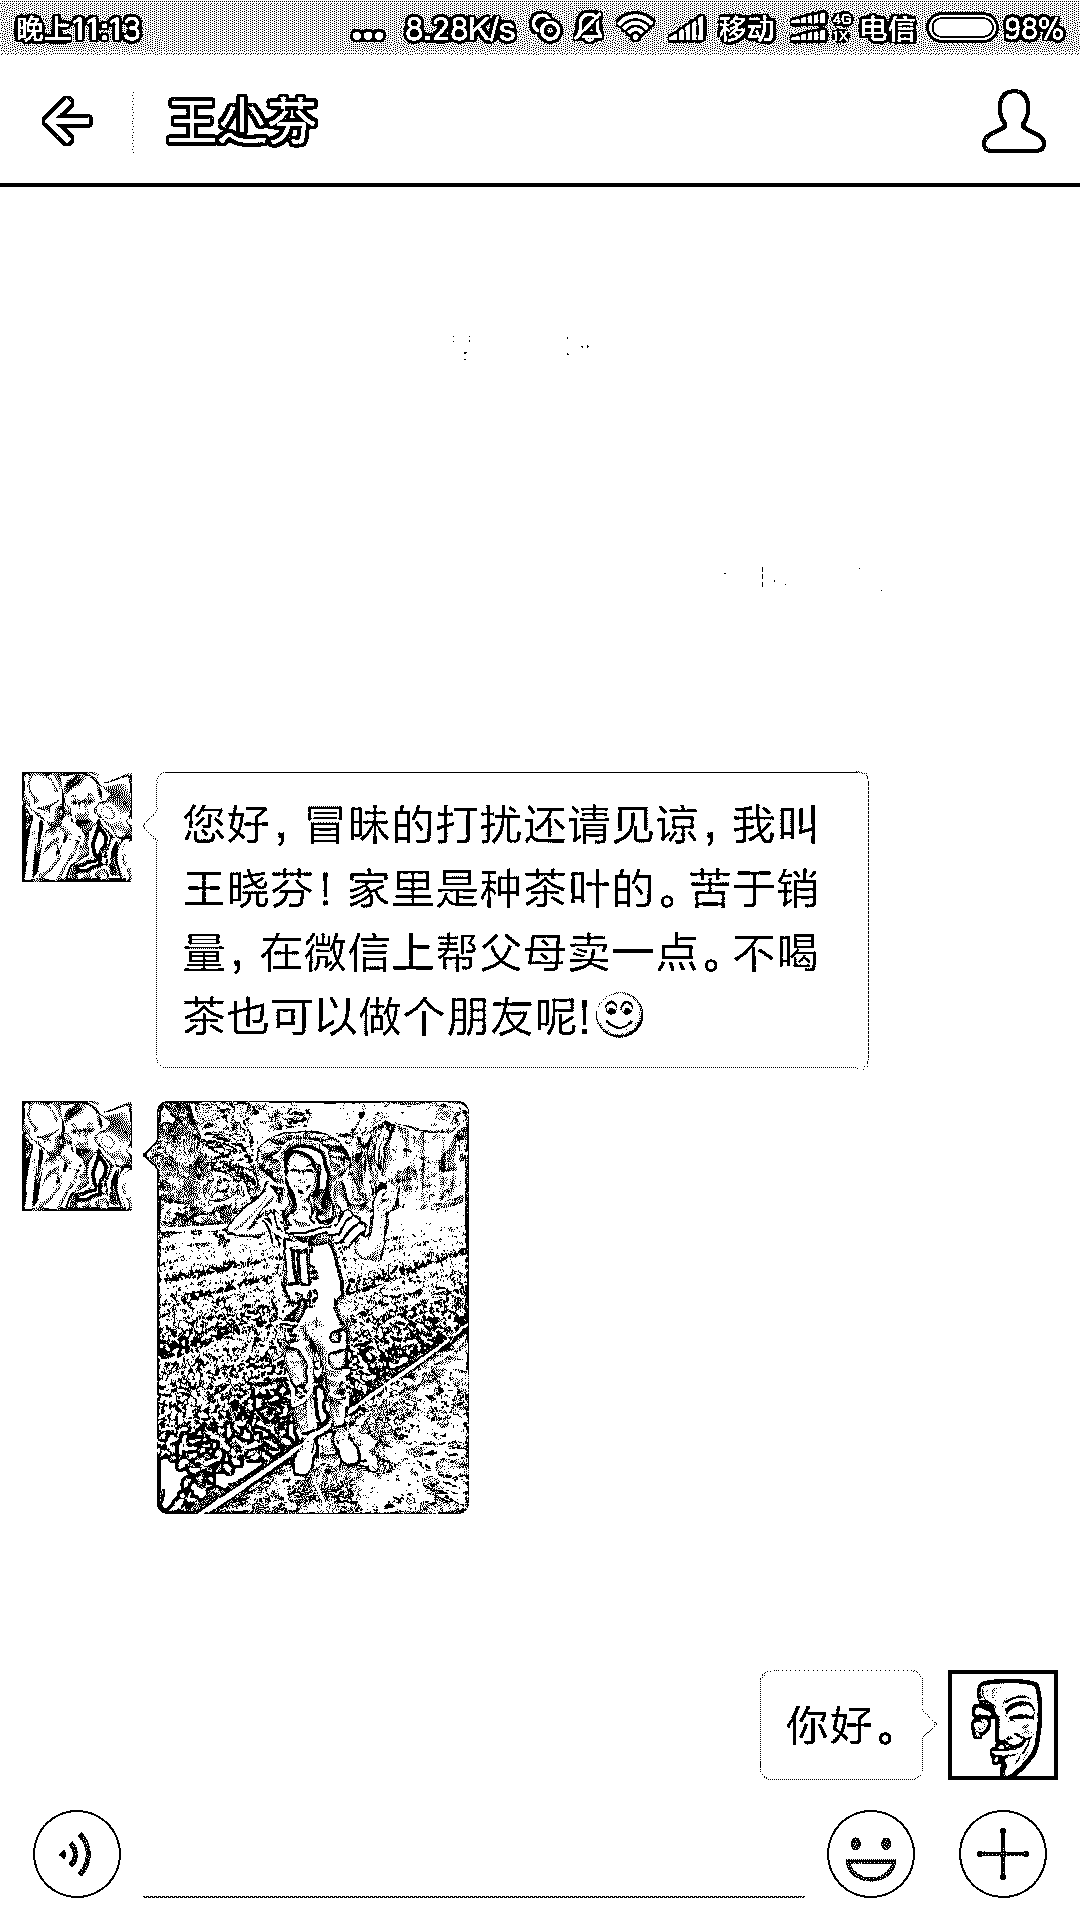 晚上11:13 ... 8.28K/s 移动 4G 1X 电信 98%
王小芬
您好，冒昧的打扰还请见谅，我叫
王晓芬！家里是种茶叶的。苦于销
量，在微信上帮父母卖一点。不喝
茶也可以做个朋友呢!
你好。